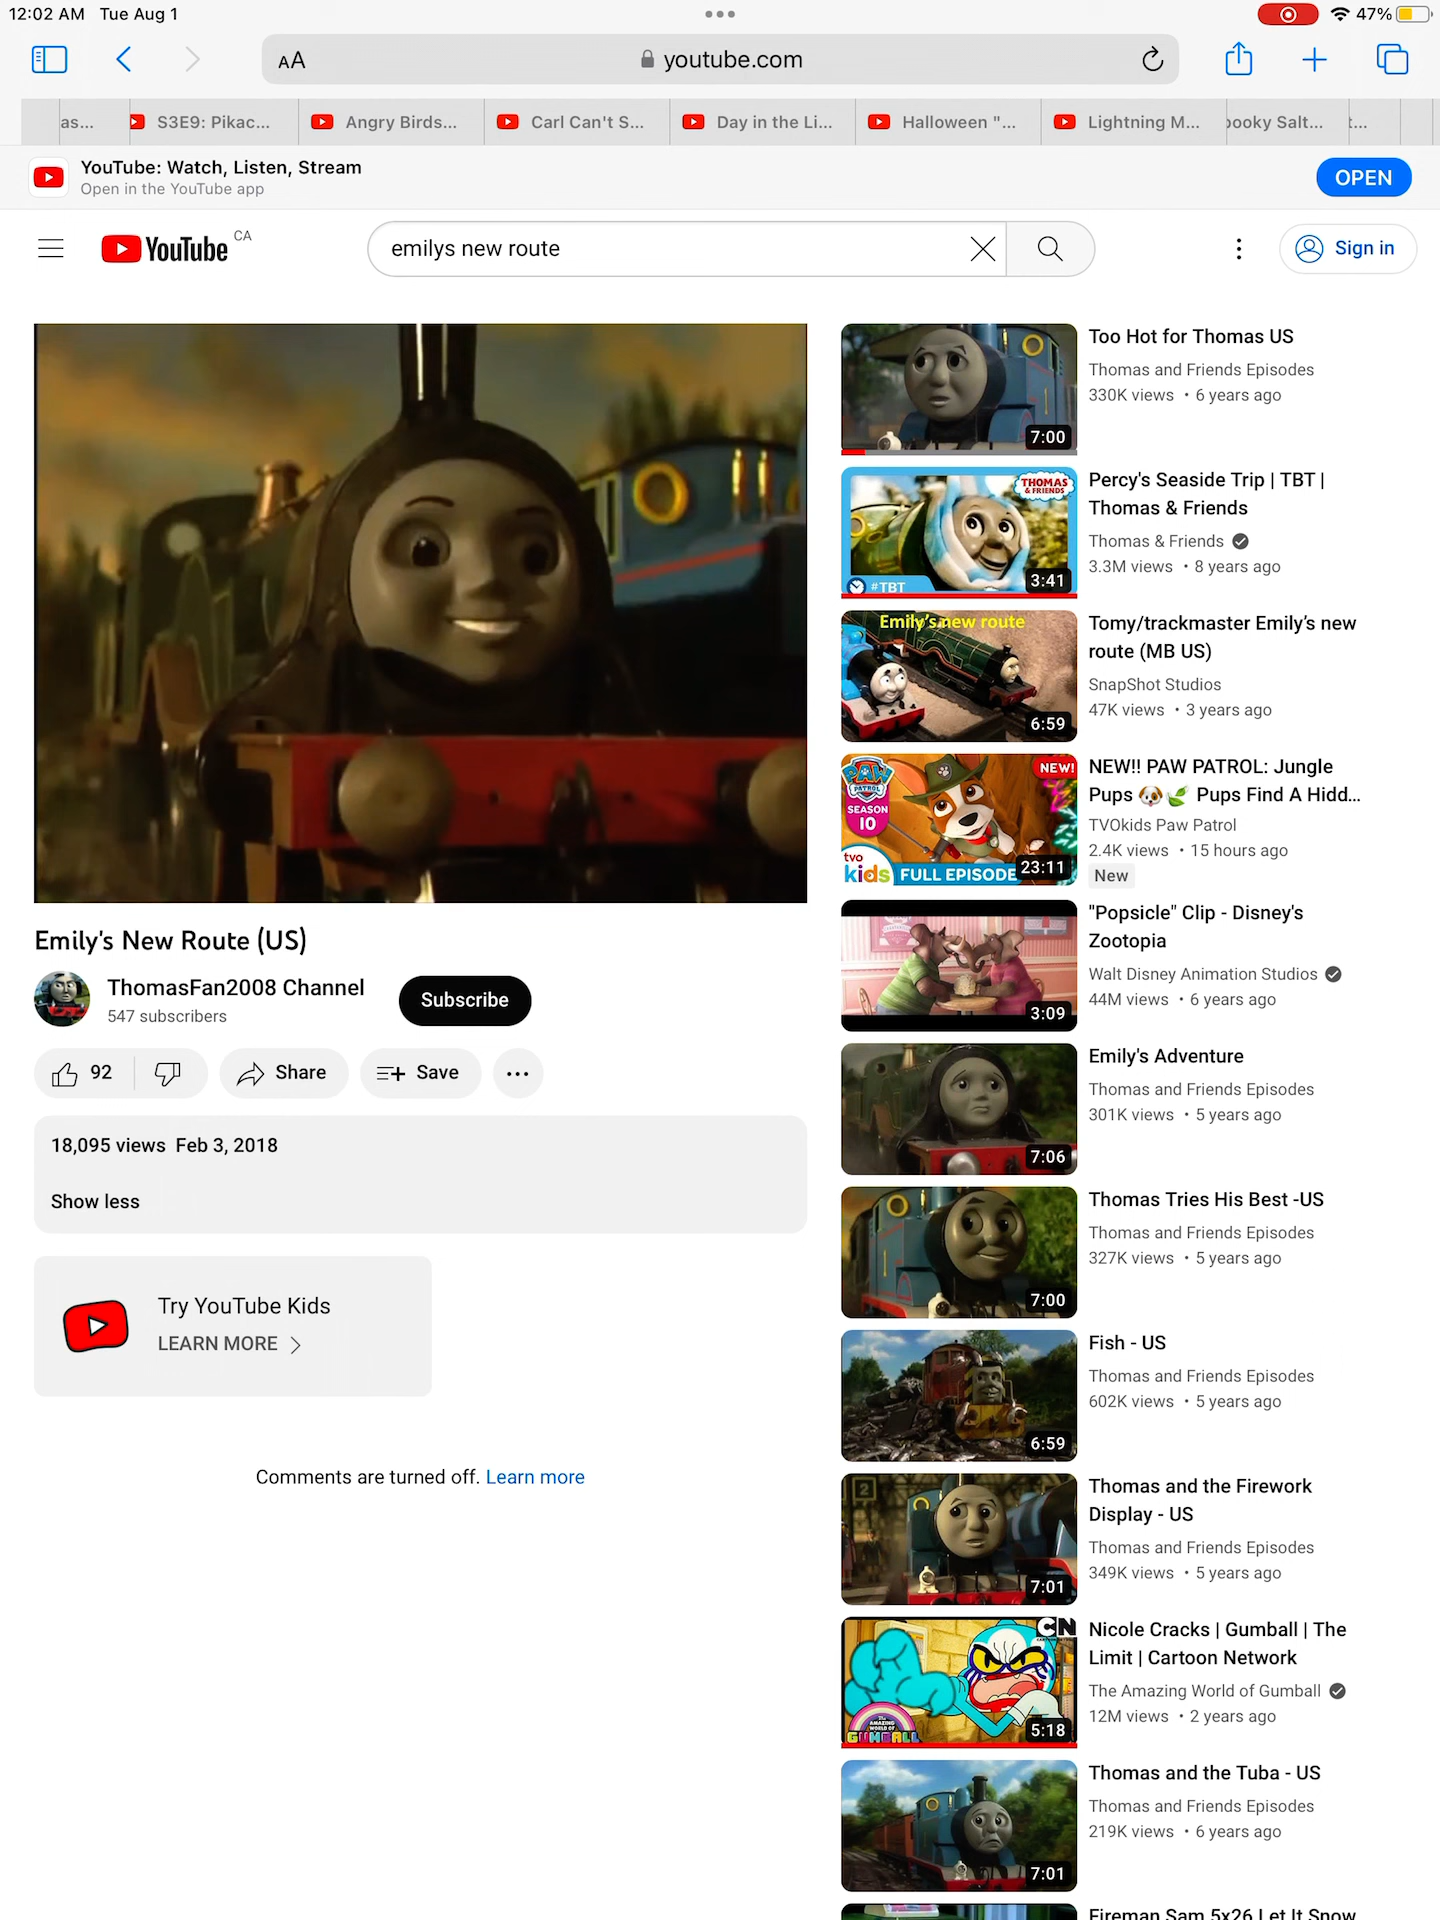 12:02 AM Tue Aug 1
47%
AA
youtube.com
as...
S3E9: Pikac...
Angry Birds...
Carl Can't S...
Day in the Li...
Halloween "...
Lightning M...
ooky Salt...
t...
YouTube: Watch, Listen, Stream
Open in the YouTube app
OPEN
YouTube CA
emilys new route
Sign in
Emily's New Route (US)
ThomasFan2008 Channel
547 subscribers
Subscribe
92
Share
Save
18,095 views Feb 3, 2018
Show less
Try YouTube Kids
LEARN MORE
Comments are turned off. Learn more
7:00
Too Hot for Thomas US
Thomas and Friends Episodes
330K views • 6 years ago
THOMAS
& FRIENDS
#TBT
3:41
Percy's Seaside Trip | TBT |
Thomas & Friends
Thomas & Friends
3.3M views • 8 years ago
Emily's new route
6:59
Tomy/trackmaster Emily's new
route (MB US)
SnapShot Studios
47K views • 3 years ago
PAW
PATROL
SEASON
10
NEW!
tvo
kids
FULL EPISODE
23:11
NEW!! PAW PATROL: Jungle
Pups 🐶🌿 Pups Find A Hidd...
TVOkids Paw Patrol
2.4K views • 15 hours ago
New
3:09
"Popsicle" Clip - Disney's
Zootopia
Walt Disney Animation Studios
44M views • 6 years ago
7:06
Emily's Adventure
Thomas and Friends Episodes
301K views • 5 years ago
7:00
Thomas Tries His Best -US
Thomas and Friends Episodes
327K views • 5 years ago
6:59
Fish - US
Thomas and Friends Episodes
602K views • 5 years ago
2
7:01
Thomas and the Firework
Display - US
Thomas and Friends Episodes
349K views • 5 years ago
CN
THE AMAZING
WORLD OF
GUMBALL
5:18
Nicole Cracks | Gumball | The
Limit | Cartoon Network
The Amazing World of Gumball
12M views • 2 years ago
7:01
Thomas and the Tuba - US
Thomas and Friends Episodes
219K views • 6 years ago
Fireman Sam 5x26 Let It Snow